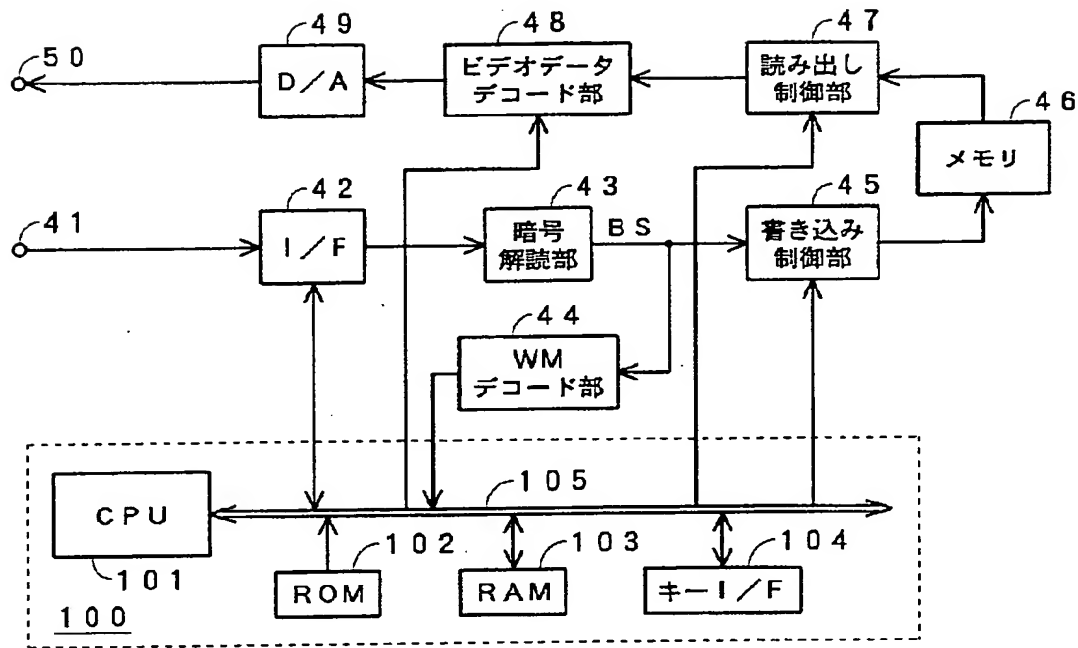 49
48
47
50
D/A
ビデオデータ
デコード部
読み出し
制御部
46
メモリ
42
43
45
41
I/F
暗号
解読部
BS
書き込み
制御部
44
WM
デコード部
105
CPU
102
103
104
101
ROM
RAM
キーI/F
100